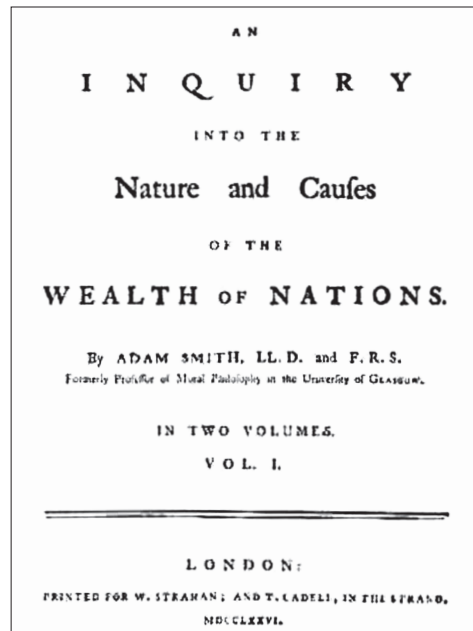 AN
INQUIRY
INTO THE
Nature and Cauſes
OF THE
WEALTH OF NATIONS.
By ADAM SMITH, LL. D. and F. R. S.
Formerly Profeſſor of Moral Philoſophy in the Univerſity of GLASGOW.
IN TWO VOLUMES.
VOL. I.
LONDON:
PRINTED FOR W. STRAHAN; AND T. CADELL, IN THE STRAND.
MDCCLXXVI.